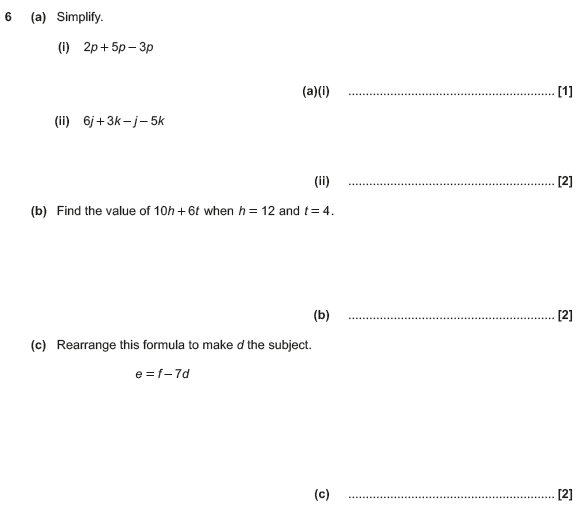 6 (a) Simplify.
(i) 2p + 5p – 3p
(a)(i) ............................................................ [1]
(ii) 6j + 3k – j – 5k
(ii) ............................................................ [2]
(b) Find the value of 10h + 6t when h = 12 and t = 4.
(b) ............................................................ [2]
(c) Rearrange this formula to make d the subject.
e = f – 7d
(c) ............................................................ [2]